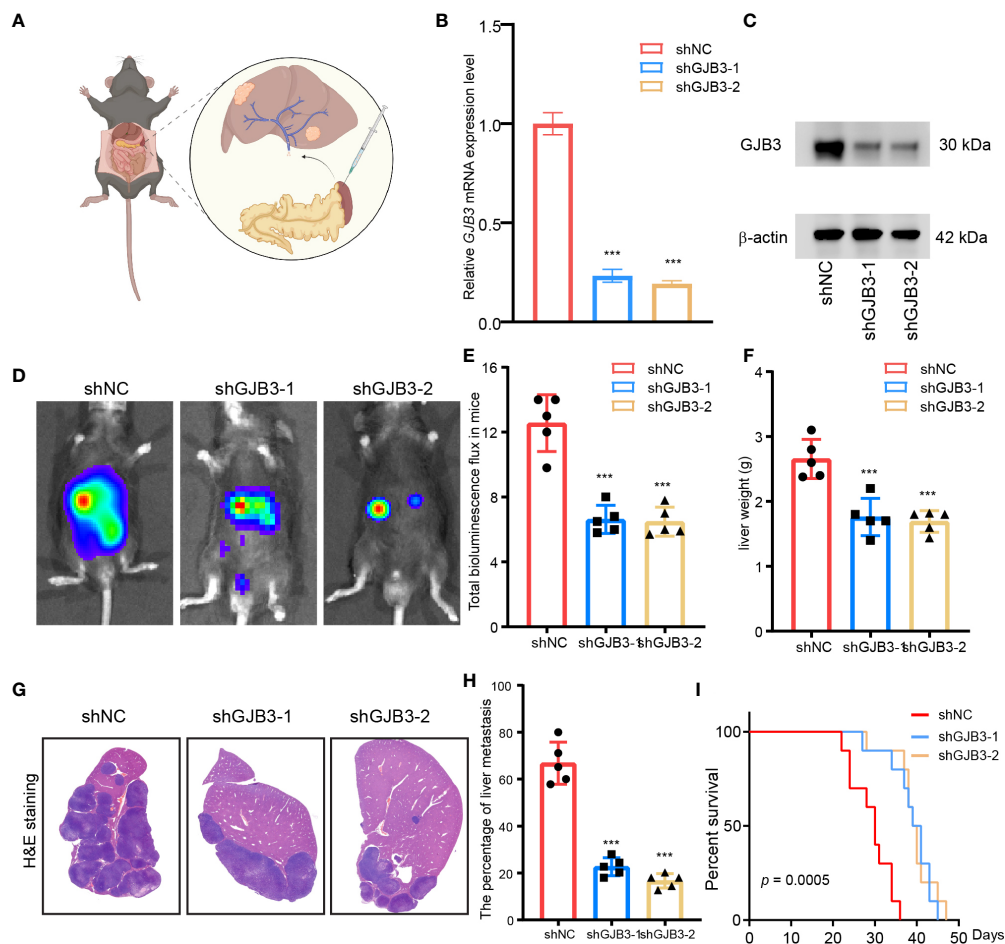 A
B
Relative GJB3 mRNA expression level
1.5
1.0
0.5
0.0
shNC
shGJB3-1
shGJB3-2
***
***
C
GJB3
30 kDa
β-actin
42 kDa
shNC
shGJB3-1
shGJB3-2
D
shNC
shGJB3-1
shGJB3-2
E
Total bioluminescence flux in mice
16
12
8
4
0
shNC
shGJB3-1
shGJB3-2
***
***
shNC
shGJB3-1
shGJB3-2
F
liver weight (g)
4
3
2
1
0
shNC
shGJB3-1
shGJB3-2
***
***
shNC
shGJB3-1
shGJB3-2
G
shNC
shGJB3-1
shGJB3-2
H&E staining
H
The percentage of liver metastasis
100
80
60
40
20
0
***
***
shNC
shGJB3-1
shGJB3-2
I
Percent survival
100
50
0
shNC
shGJB3-1
shGJB3-2
p = 0.0005
0
10
20
30
40
50
Days